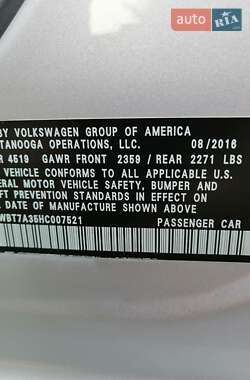 AUTO RIA
BY VOLKSWAGEN GROUP OF AMERICA
TANOOGA OPERATIONS, LLC. 08/2016
R 4519 GAWR FRONT 2359 / REAR 2271 LBS
VEHICLE CONFORMS TO ALL APPLICABLE U.S.
ERAL MOTOR VEHICLE SAFETY, BUMPER AND
FT PREVENTION STANDARDS IN EFFECT ON
DATE OF MANUFACTURE SHOWN ABOVE
WBT7A35HC007521 PASSENGER CAR